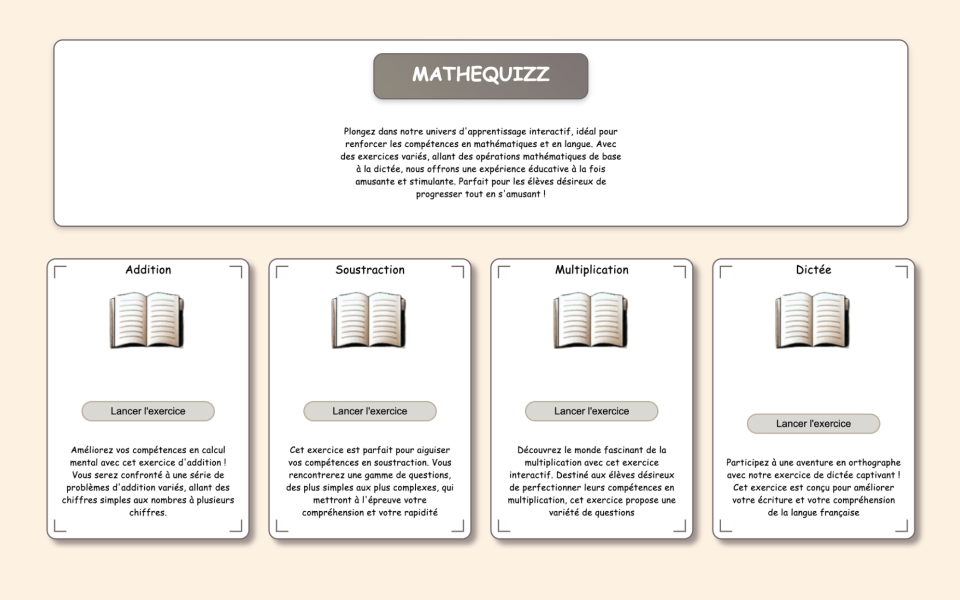 MATHEQUIZZ
Plongez dans notre univers d'apprentissage interactif, idéal pour
renforcer les compétences en mathématiques et en langue. Avec
des exercices variés, allant des opérations mathématiques de base
à la dictée, nous offrons une expérience éducative à la fois
amusante et stimulante. Parfait pour les élèves désireux de
progresser tout en s'amusant !
Addition
Lancer l'exercice
Améliorez vos compétences en calcul
mental avec cet exercice d'addition !
Vous serez confronté à une série de
problèmes d'addition variés, allant des
chiffres simples aux nombres à plusieurs
chiffres.
Soustraction
Lancer l'exercice
Cet exercice est parfait pour aiguiser
vos compétences en soustraction. Vous
rencontrerez une gamme de questions,
des plus simples aux plus complexes, qui
mettront à l'épreuve votre
compréhension et votre rapidité
Multiplication
Lancer l'exercice
Découvrez le monde fascinant de la
multiplication avec cet exercice
interactif. Destiné aux élèves désireux
de perfectionner leurs compétences en
multiplication, cet exercice propose une
variété de questions
Dictée
Lancer l'exercice
Participez à une aventure en orthographe
avec notre exercice de dictée captivant !
Cet exercice est conçu pour améliorer
votre écriture et votre compréhension
de la langue française